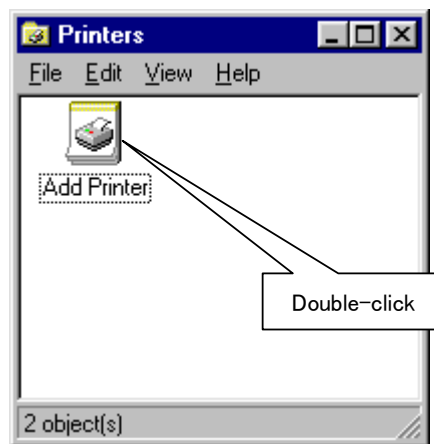 Printers
File Edit View Help
Add Printer
Double-click
2 object(s)